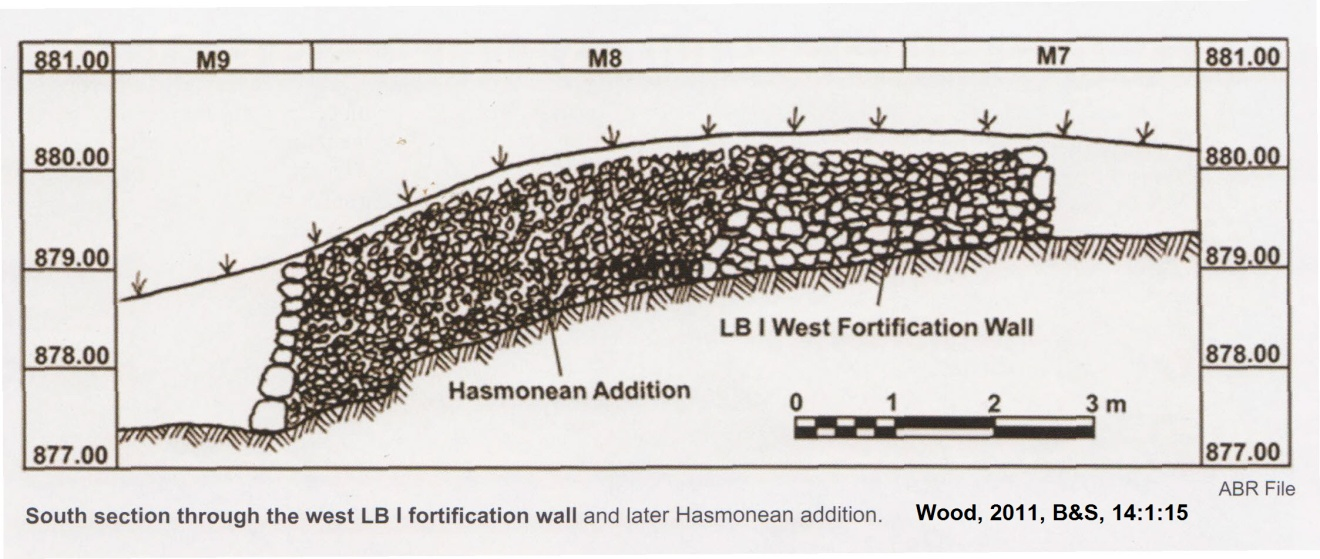 M9 M8 M7
881.00 881.00
880.00 880.00
879.00 879.00
LB I West Fortification Wall
878.00 878.00
Hasmonean Addition
0 1 2 3 m
877.00 877.00
ABR File
South section through the west LB I fortification wall and later Hasmonean addition. Wood, 2011, B&S, 14:1:15